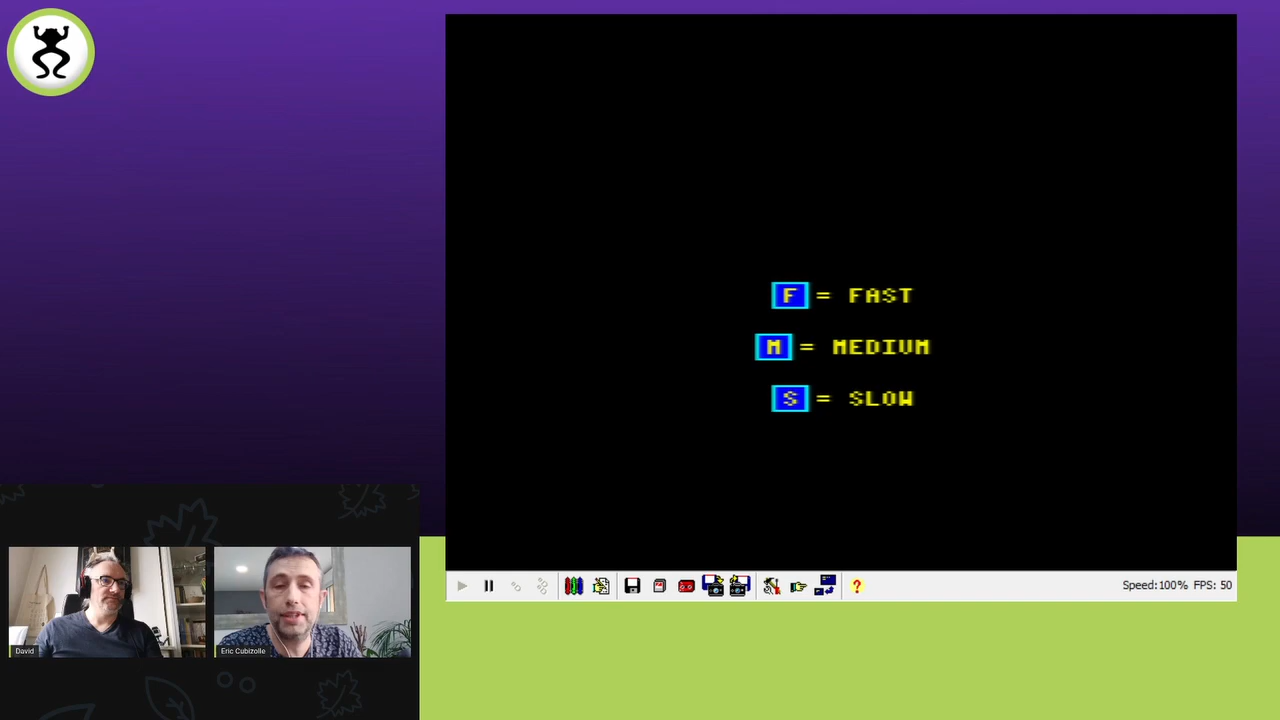 F = FAST
M = MEDIUM
S = SLOW
Speed:100% FPS: 50
David
Eric Cubizolle